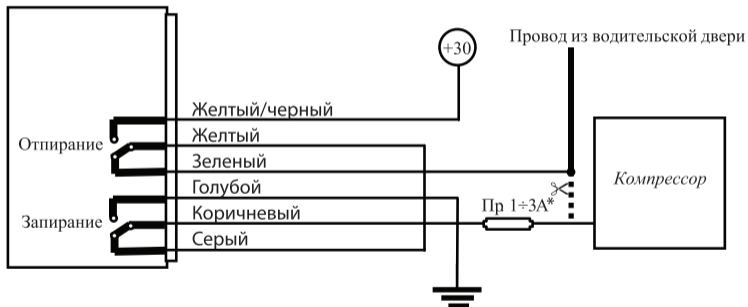 +30
Провод из водительской двери
Желтый/черный
Отпирание
Желтый
Зеленый
Голубой
Запирание
Коричневый
Серый
Пр 1÷3А*
Компрессор